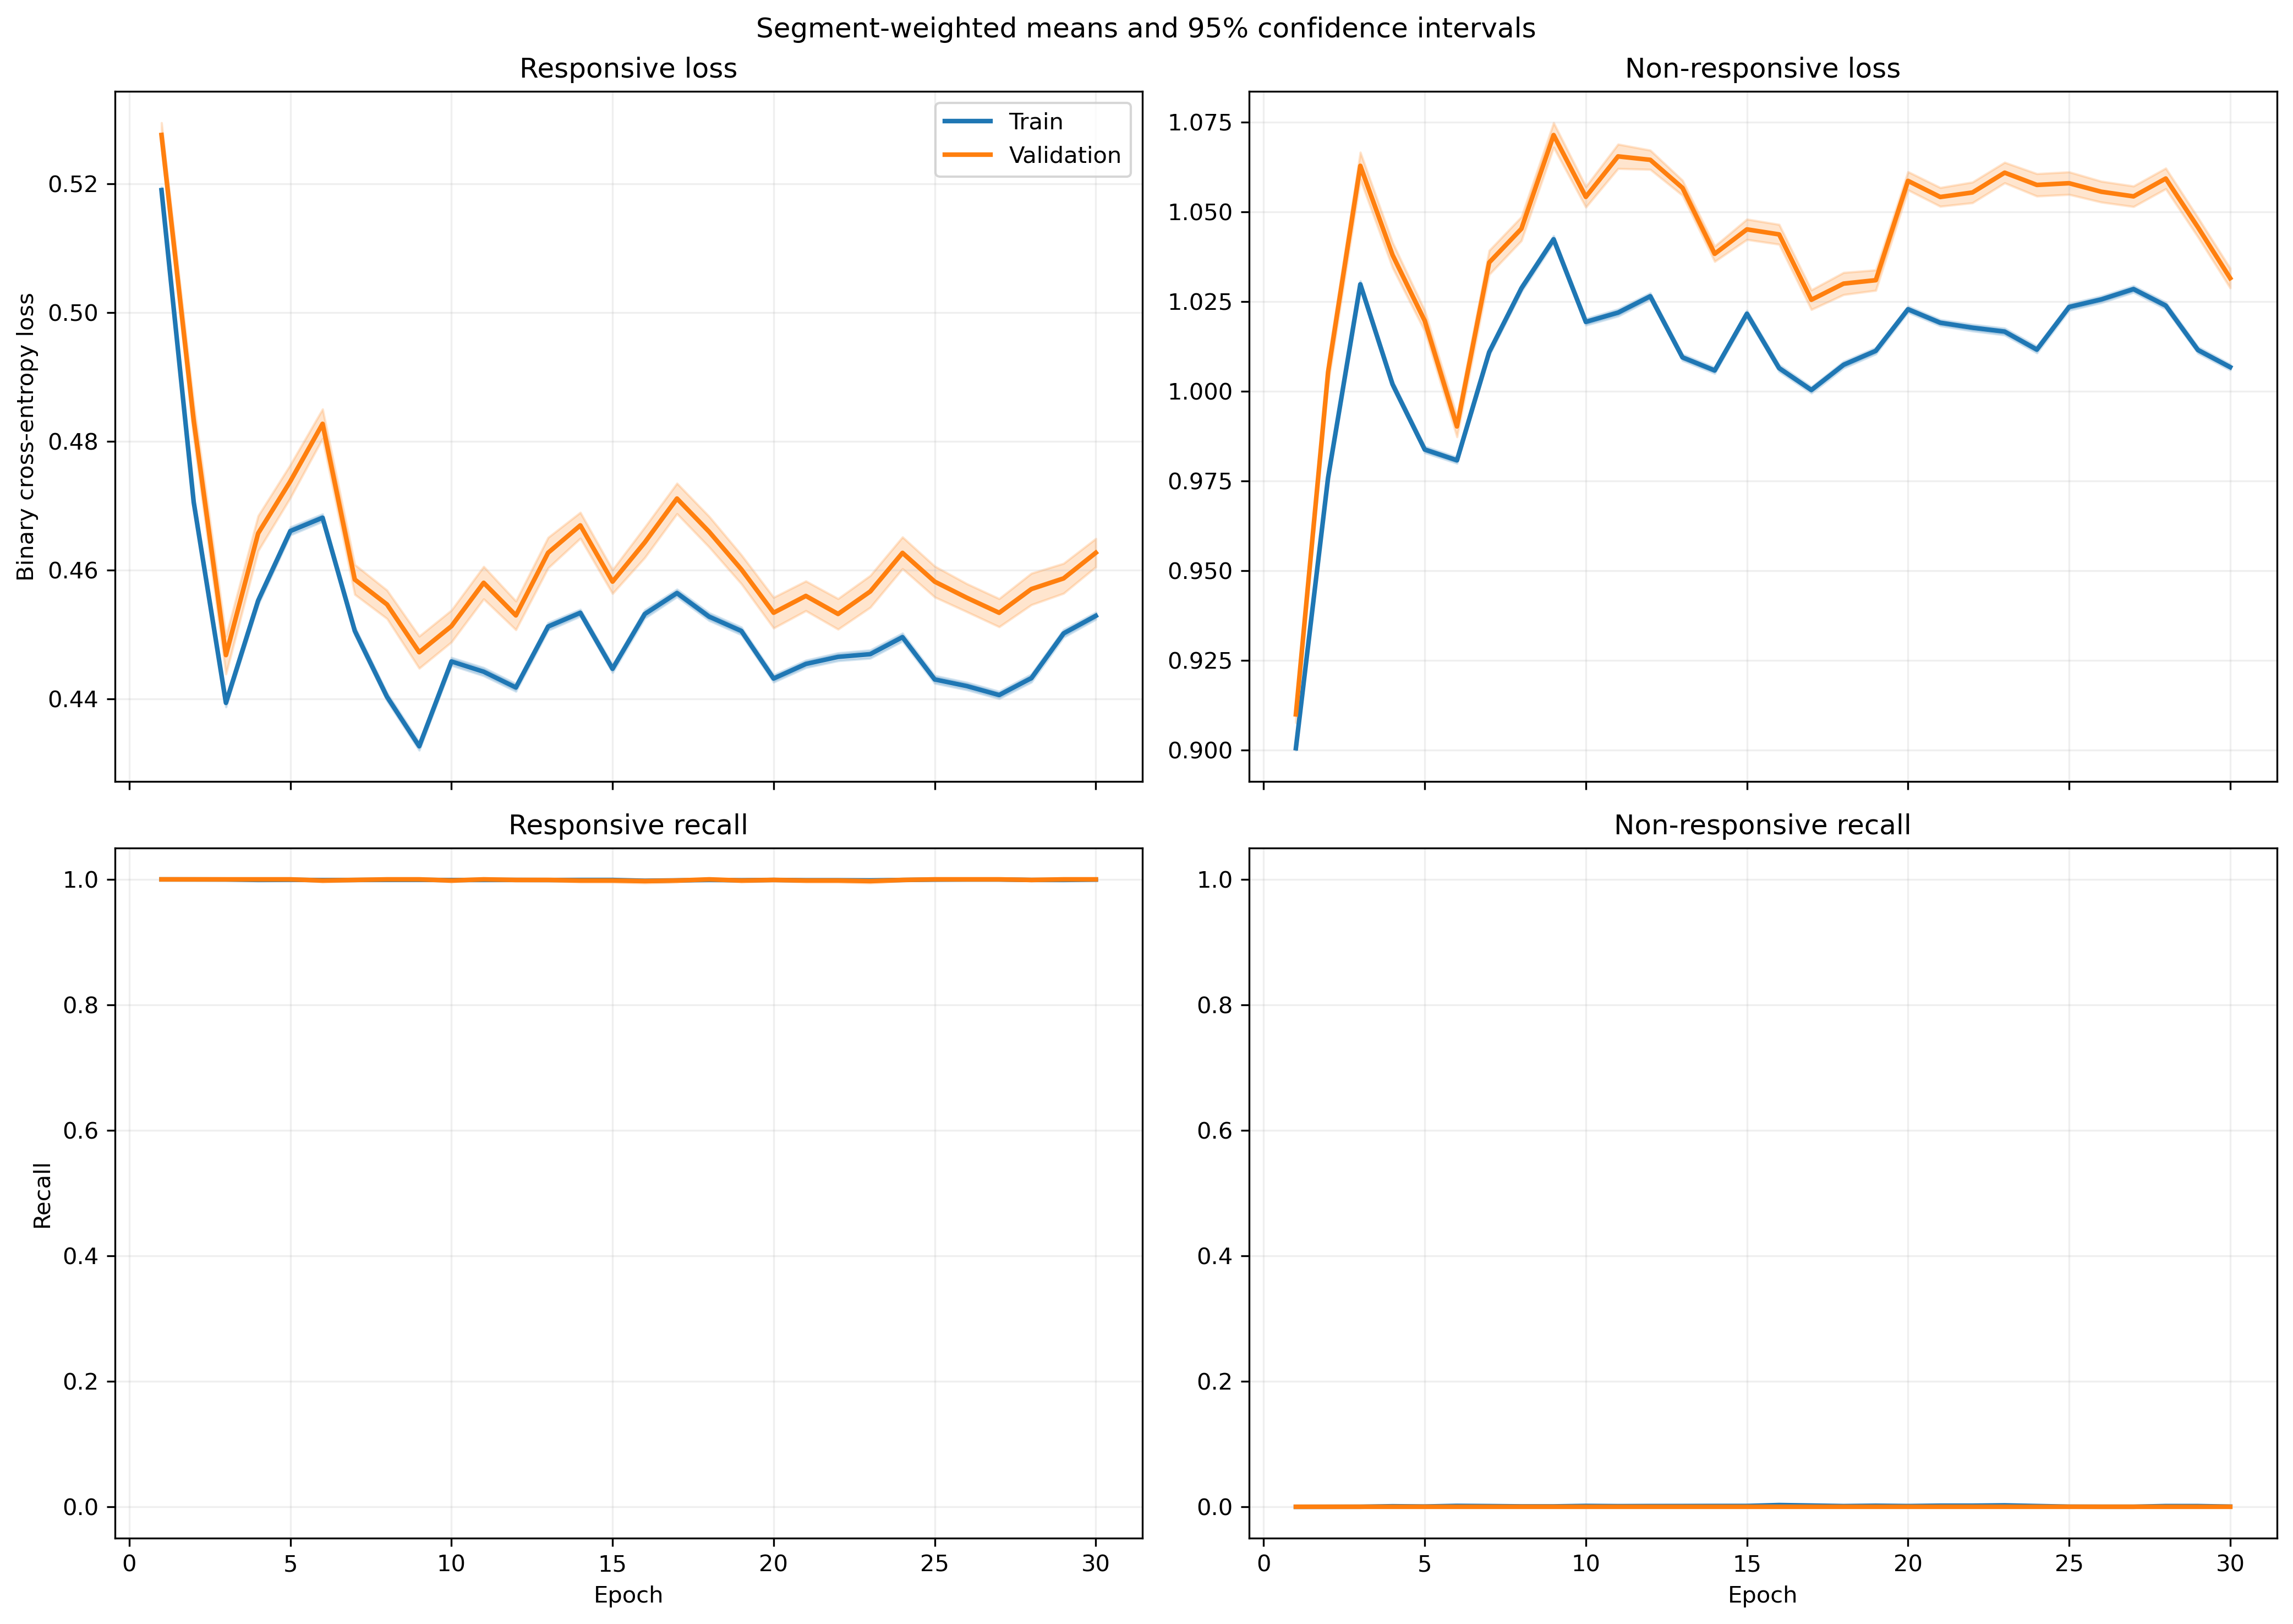 Segment-weighted means and 95% confidence intervals
Responsive loss
Non-responsive loss
Train
Validation
Binary cross-entropy loss
0.52
0.50
0.48
0.46
0.44
1.075
1.050
1.025
1.000
0.975
0.950
0.925
0.900
Responsive recall
Non-responsive recall
Recall
1.0
0.8
0.6
0.4
0.2
0.0
1.0
0.8
0.6
0.4
0.2
0.0
0 5 10 15 20 25 30
0 5 10 15 20 25 30
Epoch
Epoch